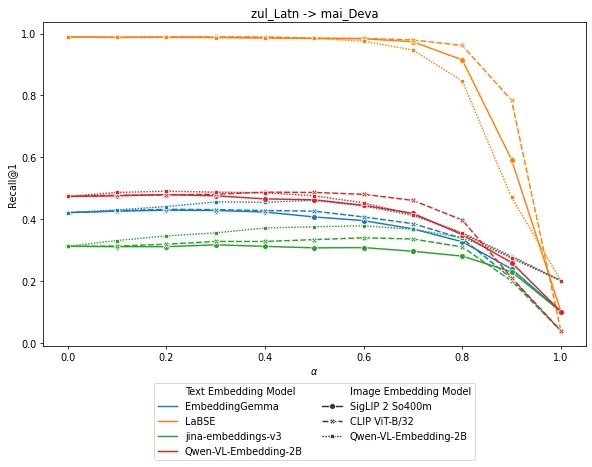 zul_Latn -> mai_Deva
Recall@1
1.0
0.8
0.6
0.4
0.2
0.0
0.0 0.2 0.4 0.6 0.8 1.0
α
Text Embedding Model
EmbeddingGemma
LaBSE
jina-embeddings-v3
Qwen-VL-Embedding-2B
Image Embedding Model
SigLIP 2 So400m
CLIP ViT-B/32
Qwen-VL-Embedding-2B